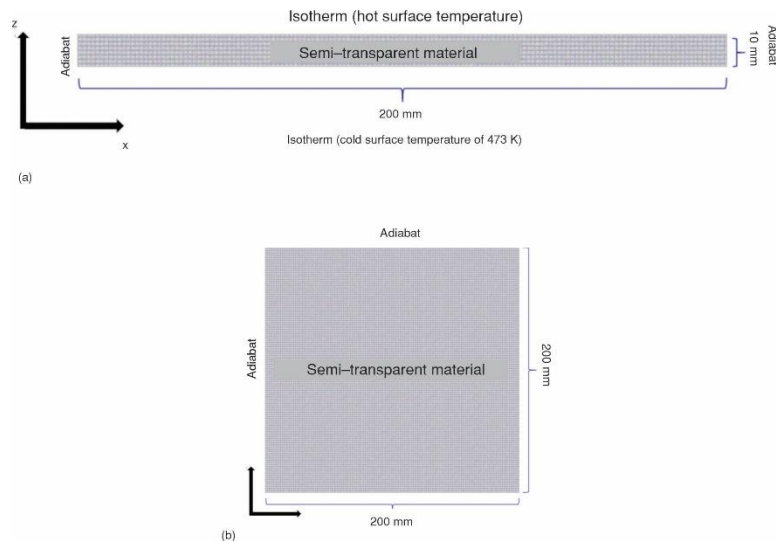 Isotherm (hot surface temperature)
z
Adiabat
Semi–transparent material
10 mm
Adiabat
200 mm
x
Isotherm (cold surface temperature of 473 K)
(a)
Adiabat
Adiabat
Semi–transparent material
200 mm
200 mm
(b)